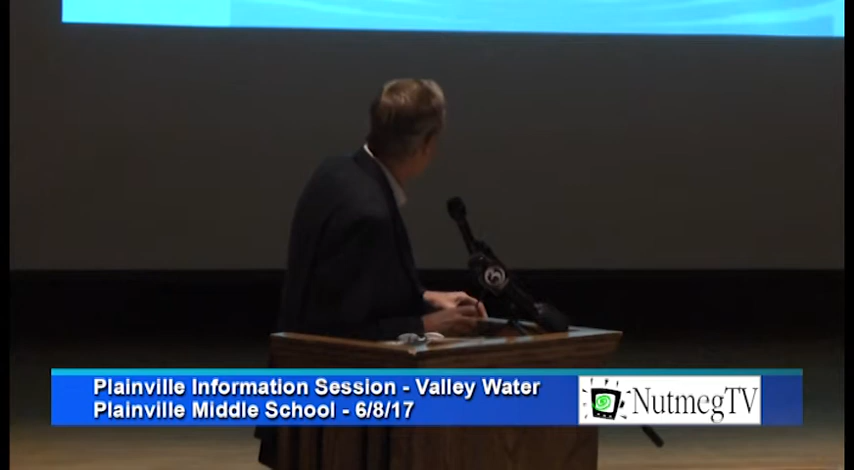 Plainville Information Session - Valley Water
Plainville Middle School - 6/8/17
NutmegTV